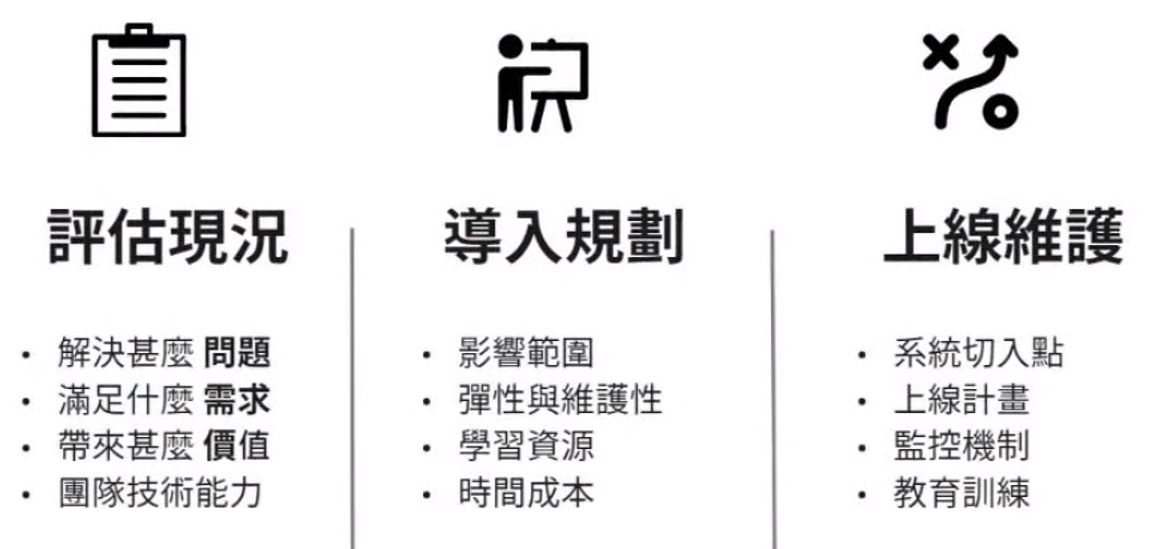 評估現況
• 解決甚麼 問題
• 滿足什麼 需求
• 帶來甚麼 價值
• 團隊技術能力
導入規劃
• 影響範圍
• 彈性與維護性
• 學習資源
• 時間成本
上線維護
• 系統切入點
• 上線計畫
• 監控機制
• 教育訓練